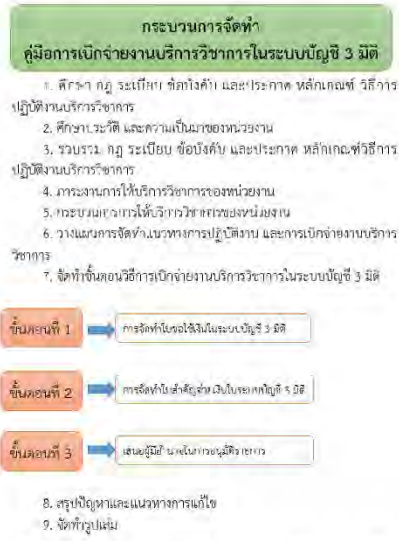 กระบวนการจัดทำ
คู่มือการเบิกจ่ายงานบริการวิชาการในระบบบัญชี 3 มิติ
1. ศึกษา กฎ ระเบียบ ข้อบังคับ และประกาศ หลักเกณฑ์ วิธีการ
ปฏิบัติงานบริการวิชาการ
2. ศึกษาประวัติ และความเป็นมาของหน่วยงาน
3. รวบรวม กฎ ระเบียบ ข้อบังคับ และประกาศ หลักเกณฑ์วิธีการ
ปฏิบัติงานบริการวิชาการ
4. ภาระงานการให้บริการวิชาการของหน่วยงาน
5. กระบวนการการให้บริการวิชาการของหน่วยงาน
6. วางแผนการจัดทำแนวทางการปฏิบัติงาน และการเบิกจ่ายงานบริการ
วิชาการ
7. จัดทำขั้นตอนวิธีการเบิกจ่ายงานบริการวิชาการในระบบบัญชี 3 มิติ
ขั้นตอนที่ 1
การจัดทำใบขอใช้เงินในระบบบัญชี 3 มิติ
ขั้นตอนที่ 2
การจัดทำใบสำคัญจ่ายเงินในระบบบัญชี 3 มิติ
ขั้นตอนที่ 3
เสนอผู้มีอำนาจในการอนุมัติรายการ
8. สรุปปัญหาและแนวทางการแก้ไข
9. จัดทำรูปเล่ม